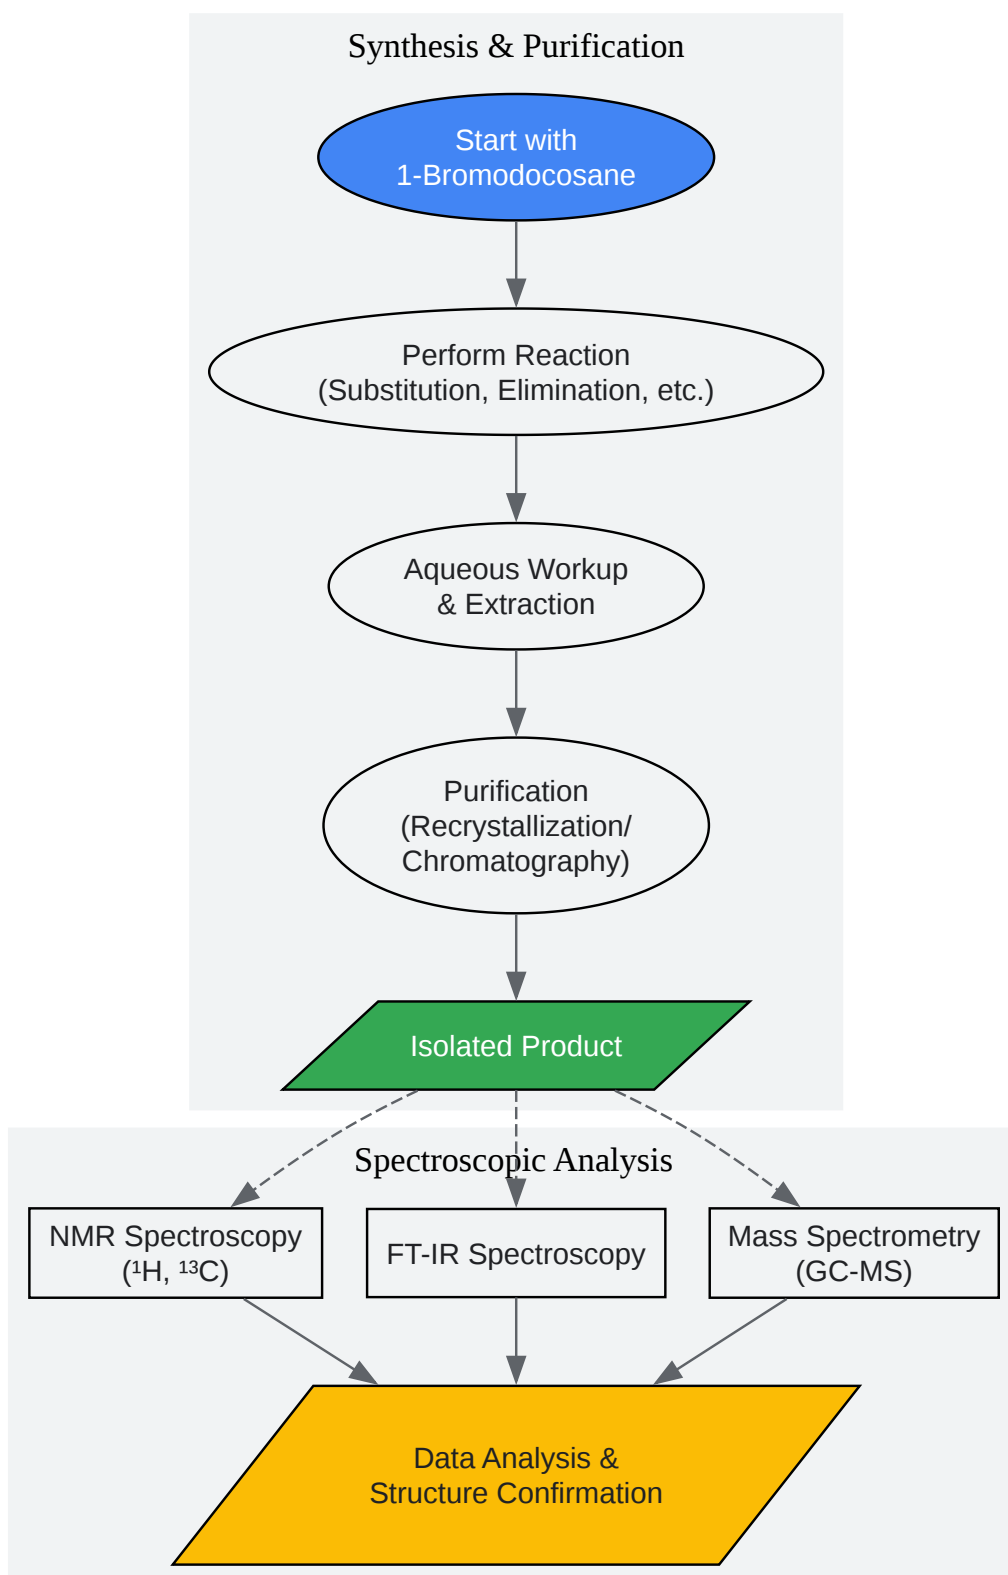 Synthesis & Purification
Start with
1-Bromodocosane
Perform Reaction
(Substitution, Elimination, etc.)
Aqueous Workup
& Extraction
Purification
(Recrystallization/
Chromatography)
Isolated Product
Spectroscopic Analysis
NMR Spectroscopy
(¹H, ¹³C)
FT-IR Spectroscopy
Mass Spectrometry
(GC-MS)
Data Analysis &
Structure Confirmation